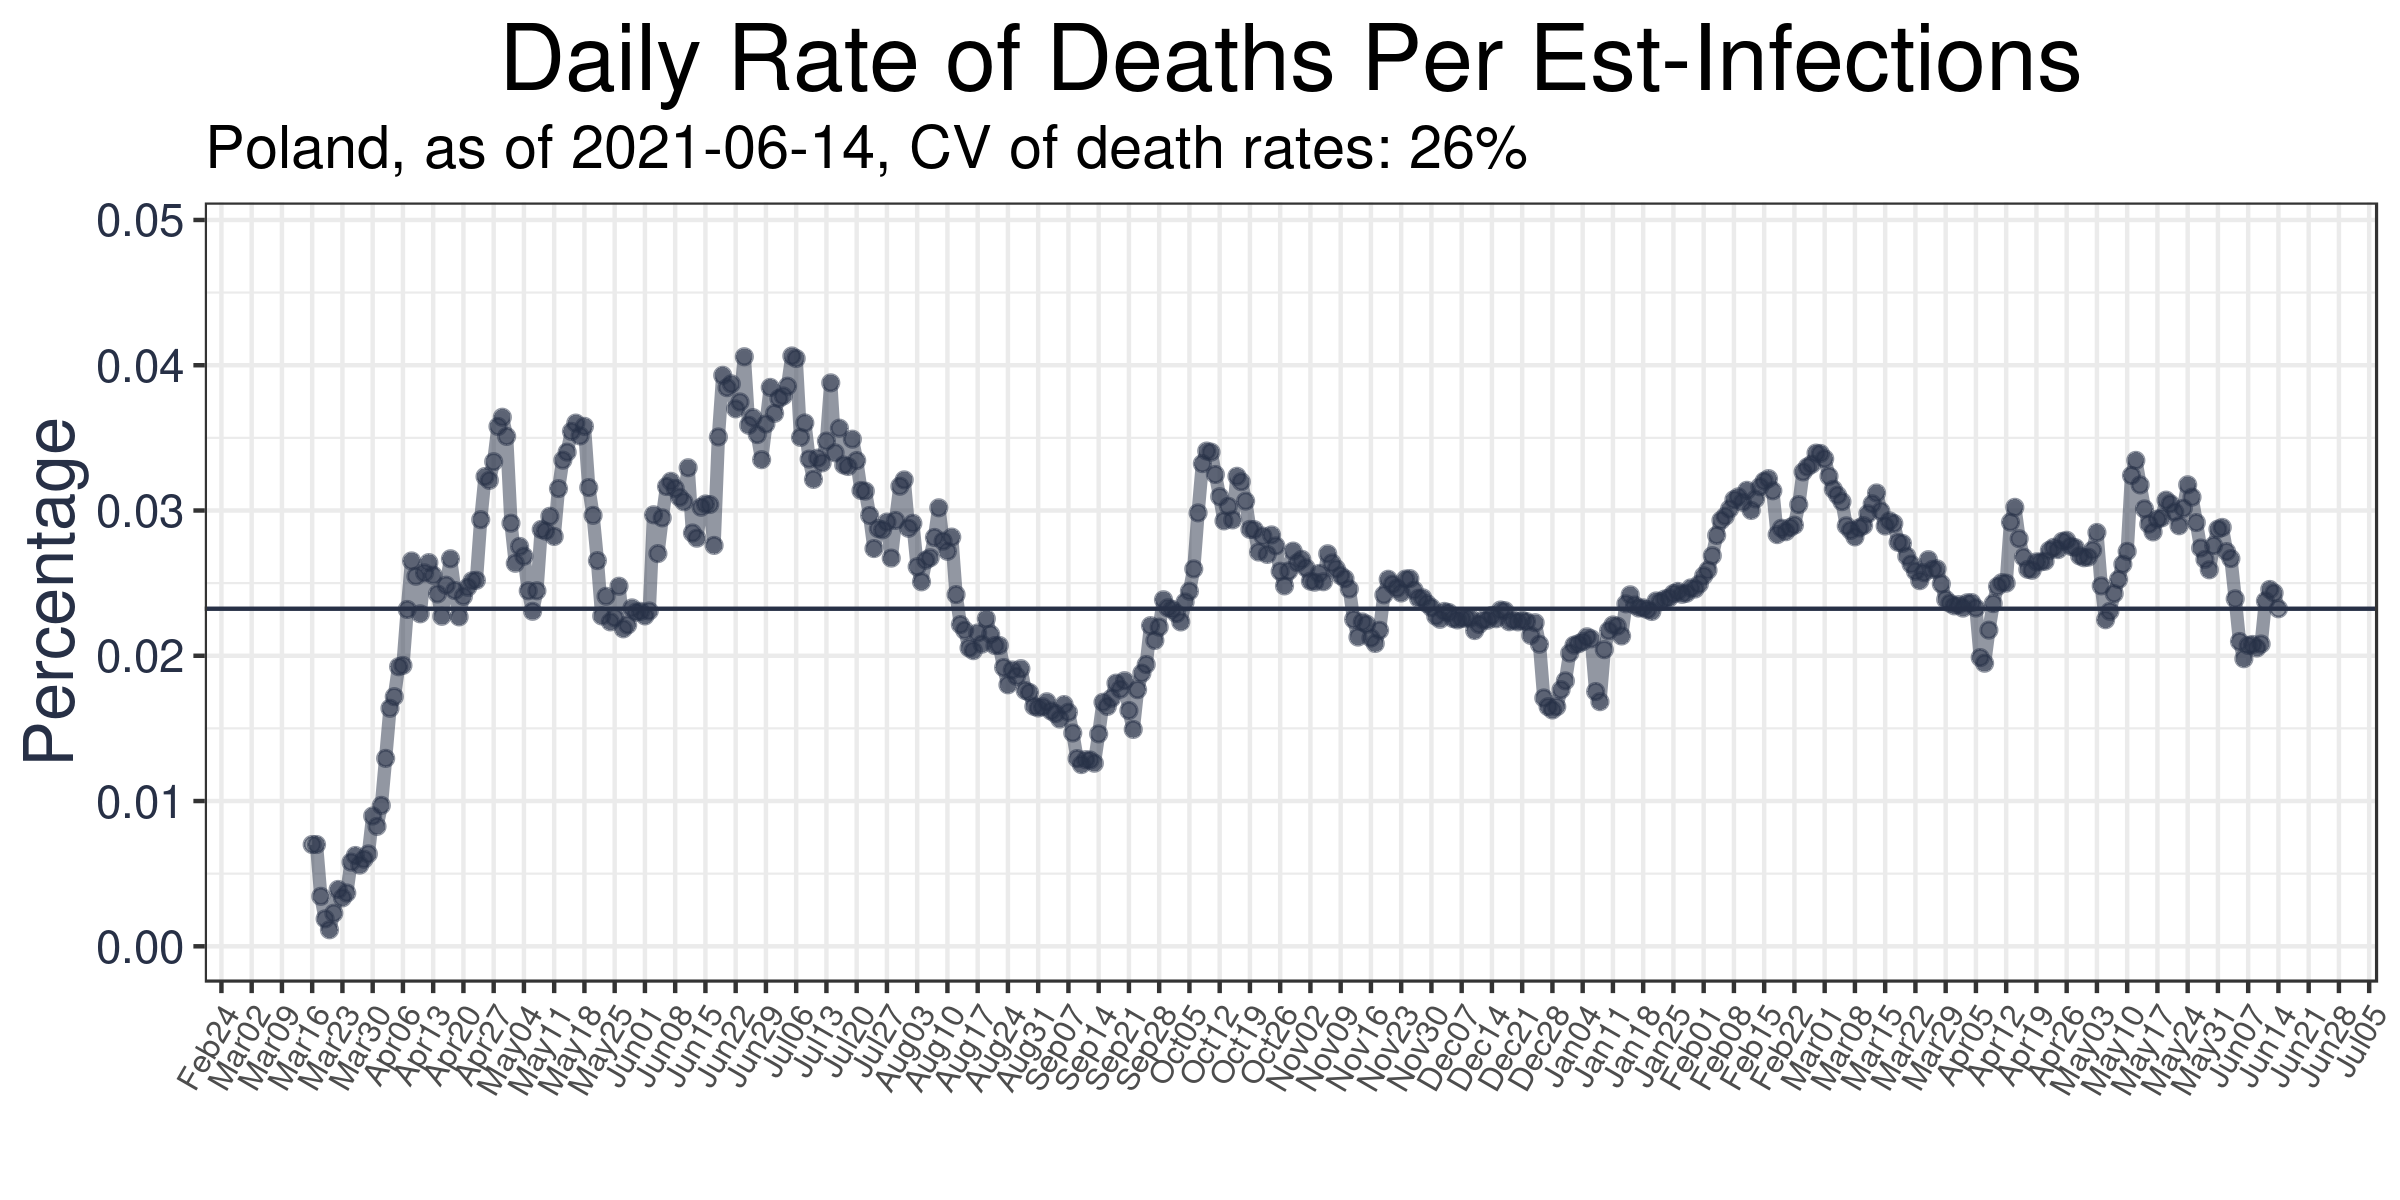 Daily Rate of Deaths Per Est-Infections
Poland, as of 2021-06-14, CV of death rates: 26%
Percentage
0.05
0.04
0.03
0.02
0.01
0.00
Feb24
Mar02
Mar09
Mar16
Mar23
Mar30
Apr06
Apr13
Apr20
Apr27
May04
May11
May18
May25
Jun01
Jun08
Jun15
Jun22
Jun29
Jul06
Jul13
Jul20
Jul27
Aug03
Aug10
Aug17
Aug24
Aug31
Sep07
Sep14
Sep21
Sep28
Oct05
Oct12
Oct19
Oct26
Nov02
Nov09
Nov16
Nov23
Nov30
Dec07
Dec14
Dec21
Dec28
Jan04
Jan11
Jan18
Jan25
Feb01
Feb08
Feb15
Feb22
Mar01
Mar08
Mar15
Mar22
Mar29
Apr05
Apr12
Apr19
Apr26
May03
May10
May17
May24
May31
Jun07
Jun14
Jun21
Jun28
Jul05